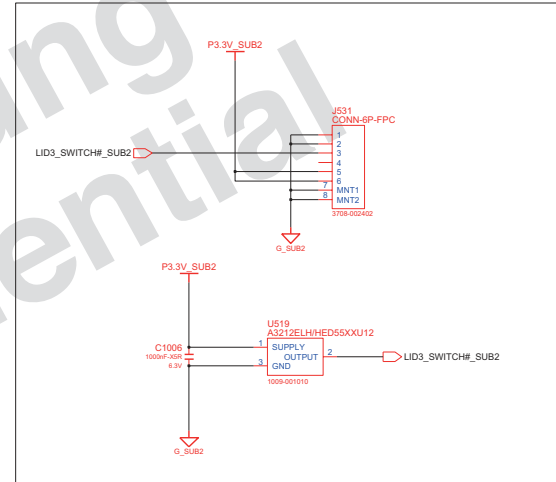 ung
ential
P3.3V_SUB2
J531
CONN-6P-FPC
LID3_SWITCH#_SUB2
1
2
3
4
5
6
7 MNT1
8 MNT2
3708-002402
G_SUB2
P3.3V_SUB2
U519
A3212ELH/HED55XXU12
C1006
1000nF-X5R
6.3V
1 SUPPLY
OUTPUT 2
3 GND
LID3_SWITCH#_SUB2
1009-001010
G_SUB2